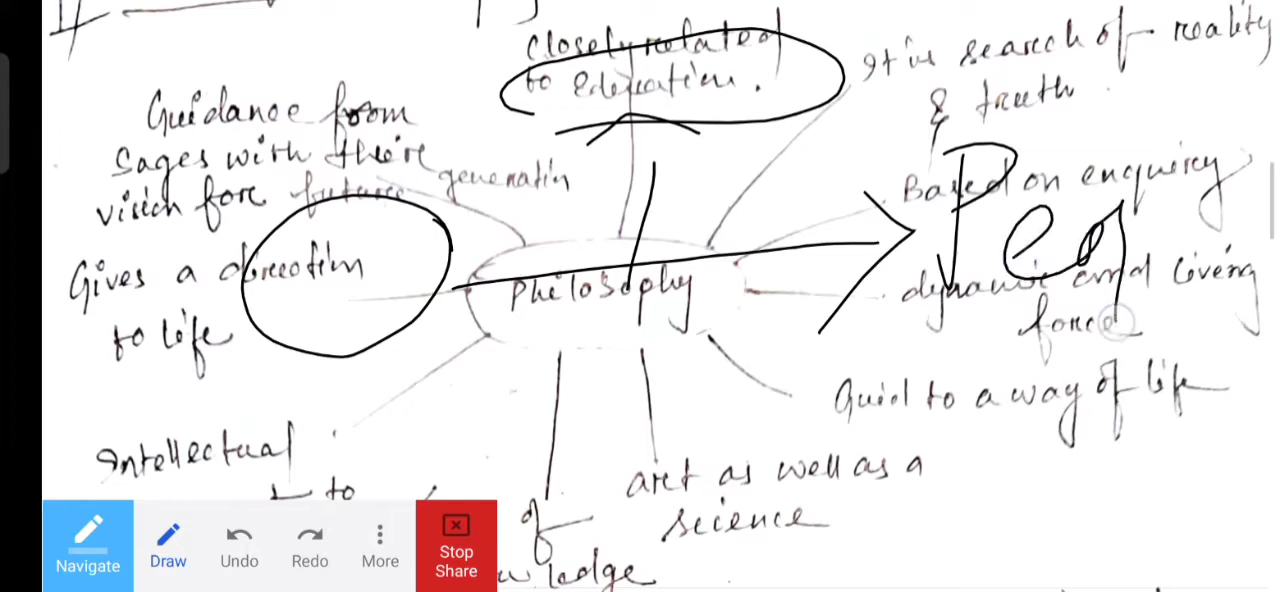 closely related of
to Education.
It is search of reality
& truth
Guidance from
Sages with their
vision for future generation
Based on enquiry
Gives a direction
to life
Philosophy
dynamic and living
force
Guid to a way of life
Intellectual
to
art as well as a
science
of
ledge
Navigate
Draw
Undo
Redo
More
Stop
Share